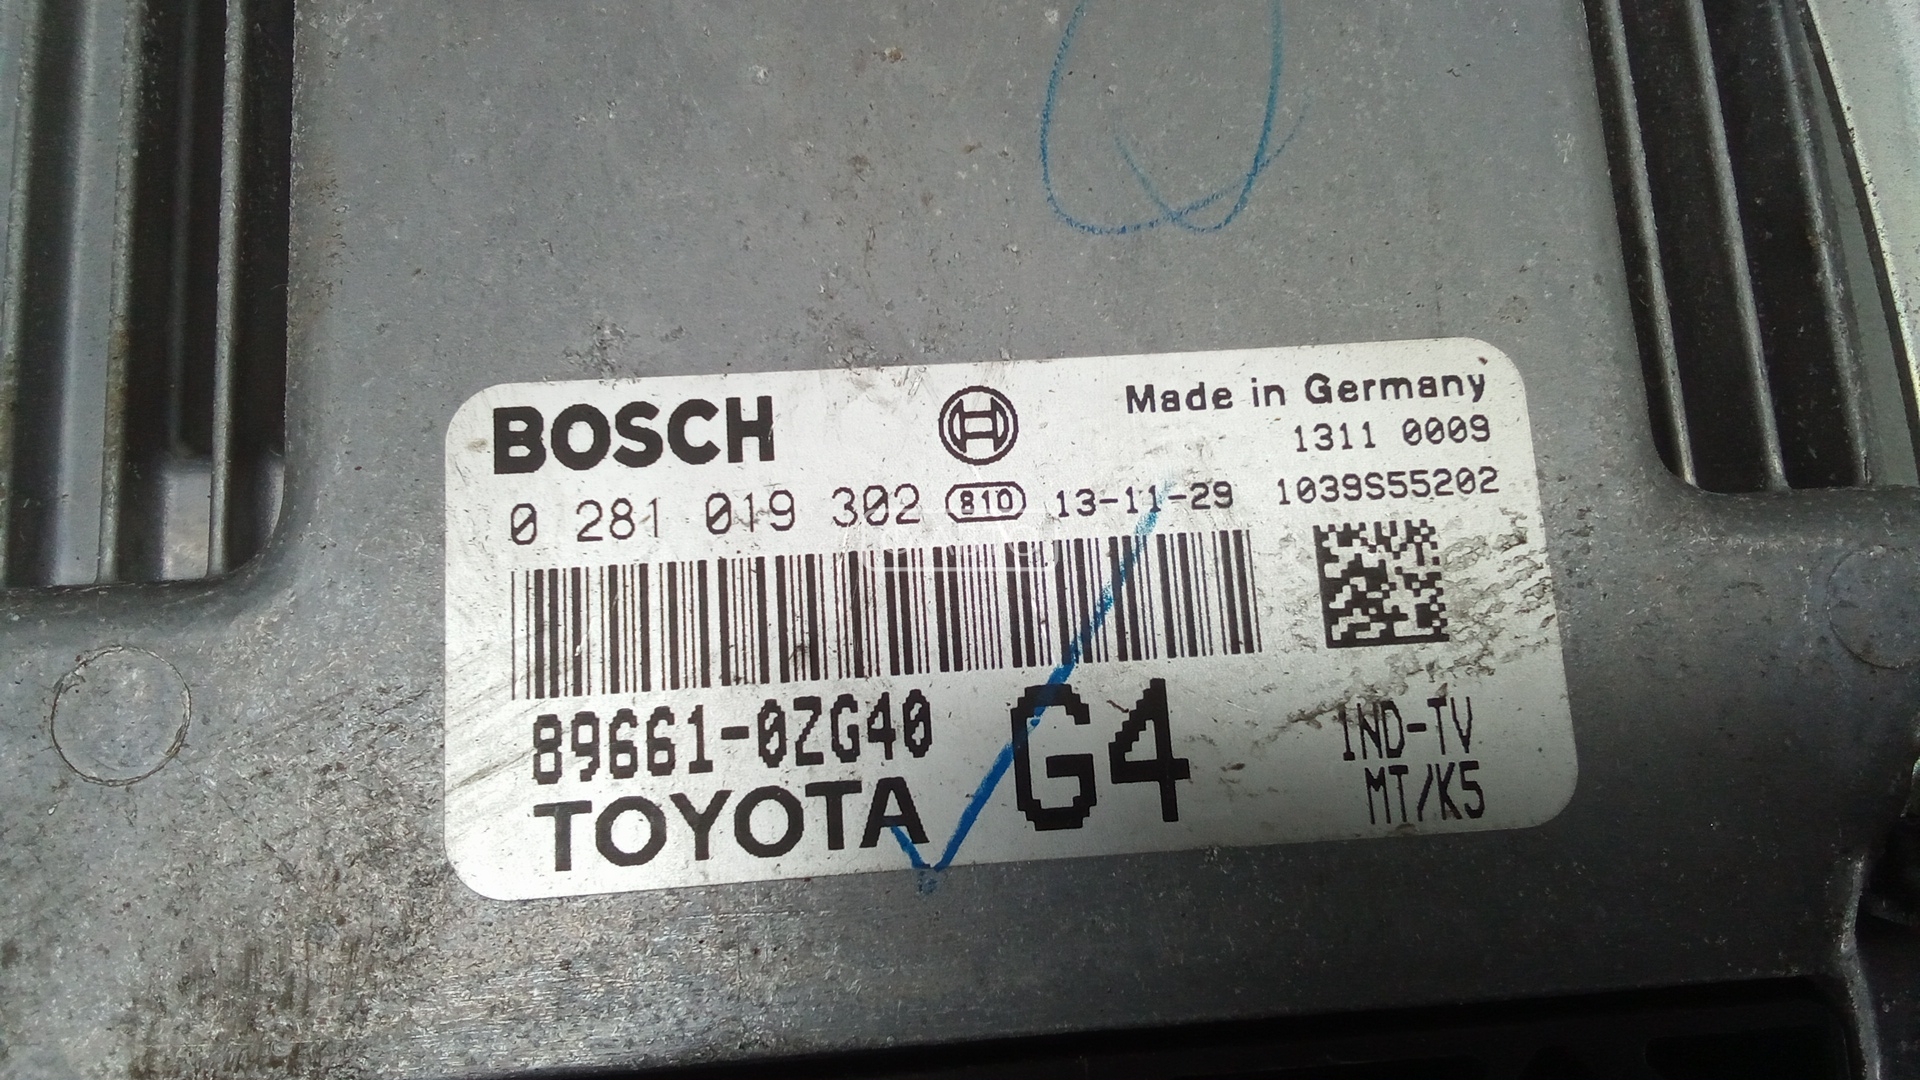 BOSCH
Made in Germany
1311 0009
0 281 019 302 810 13-11-29 1039S55202
89661-0ZG40
TOYOTA
G4
1ND-TV
MT/K5